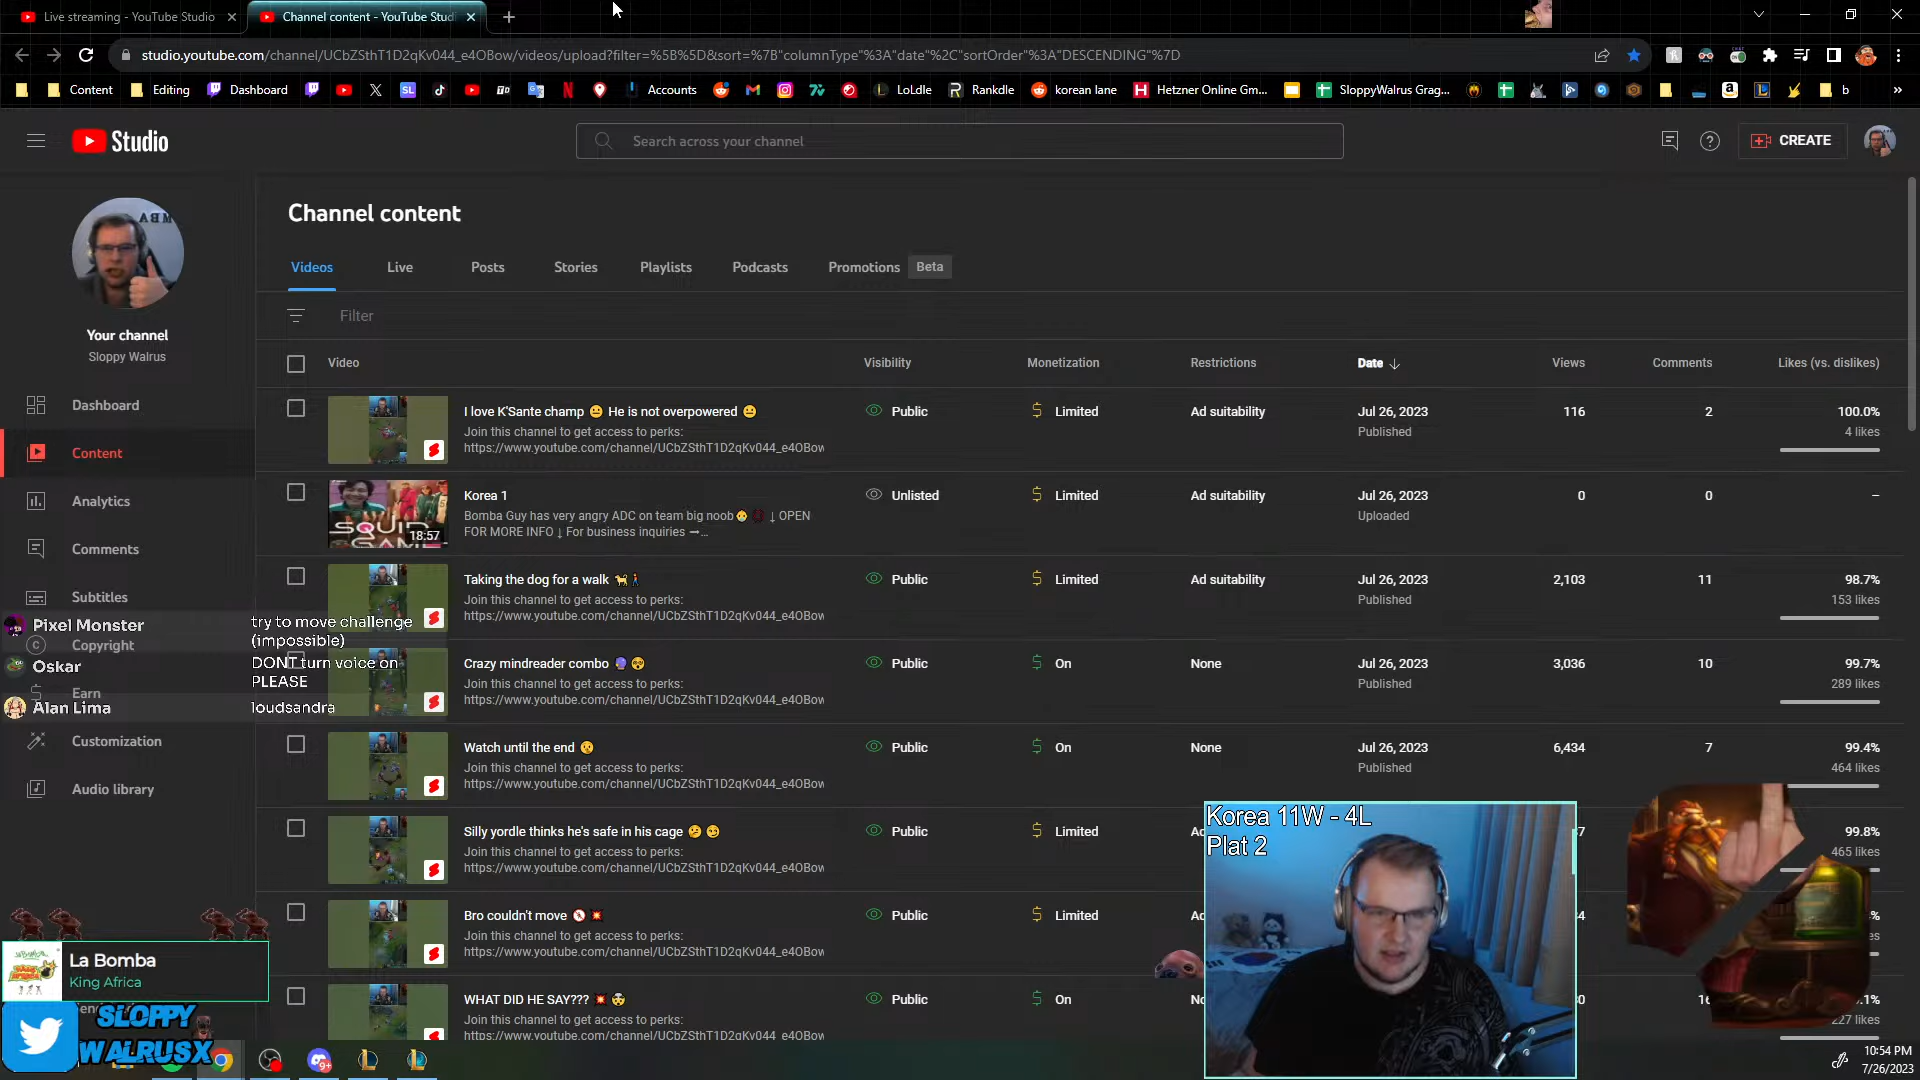 Live streaming - YouTube Studio
Channel content - YouTube Studi
studio.youtube.com/channel/UCbZSthT1D2qKv044_e4OBow/videos/upload?filter=%5B%5D&sort=%7B"columnType"%3A"date"%2C"sortOrder"%3A"DESCENDING"%7D
Content Editing Dashboard Accounts LoLdle Rankdle korean lane Hetzner Online Gm... SloppyWalrus Grag... b »
Studio
Search across your channel
CREATE
Channel content
Videos Live Posts Stories Playlists Podcasts Promotions Beta
Filter
Your channel
Sloppy Walrus
Dashboard
Content
Analytics
Comments
Subtitles
Copyright
Earn
Customization
Audio library
Video Visibility Monetization Restrictions Date Views Comments Likes (vs. dislikes)
I love K'Sante champ 😐 He is not overpowered 😐 Public Limited Ad suitability Jul 26, 2023 116 2 100.0%
Join this channel to get access to perks: Published 4 likes
https://www.youtube.com/channel/UCbZSthT1D2qKv044_e4OBow
Korea 1 Unlisted Limited Ad suitability Jul 26, 2023 0 0 –
Bomba Guy has very angry ADC on team big noob ↓ OPEN Uploaded
FOR MORE INFO ↓ For business inquiries →...
SQUID
GAME
18:57
Taking the dog for a walk Public Limited Ad suitability Jul 26, 2023 2,103 11 98.7%
Join this channel to get access to perks: Published 153 likes
https://www.youtube.com/channel/UCbZSthT1D2qKv044_e4OBow
Crazy mindreader combo Public On None Jul 26, 2023 3,036 10 99.7%
Join this channel to get access to perks: Published 289 likes
https://www.youtube.com/channel/UCbZSthT1D2qKv044_e4OBow
Watch until the end Public On None Jul 26, 2023 6,434 7 99.4%
Join this channel to get access to perks: Published 464 likes
https://www.youtube.com/channel/UCbZSthT1D2qKv044_e4OBow
Silly yordle thinks he's safe in his cage Public Limited 99.8%
Join this channel to get access to perks: 465 likes
https://www.youtube.com/channel/UCbZSthT1D2qKv044_e4OBow
Bro couldn't move Public Limited
Join this channel to get access to perks:
https://www.youtube.com/channel/UCbZSthT1D2qKv044_e4OBow
WHAT DID HE SAY??? Public On
Join this channel to get access to perks: 227 likes
https://www.youtube.com/channel/UCbZSthT1D2qKv044_e4OBow
Pixel Monster try to move challenge
(impossible)
Oskar DONT turn voice on
PLEASE
Alan Lima loudsandra
Korea 11W - 4L
Plat 2
La Bomba
King Africa
SLOPPY
WALRUSX
9+
10:54 PM
7/26/2023